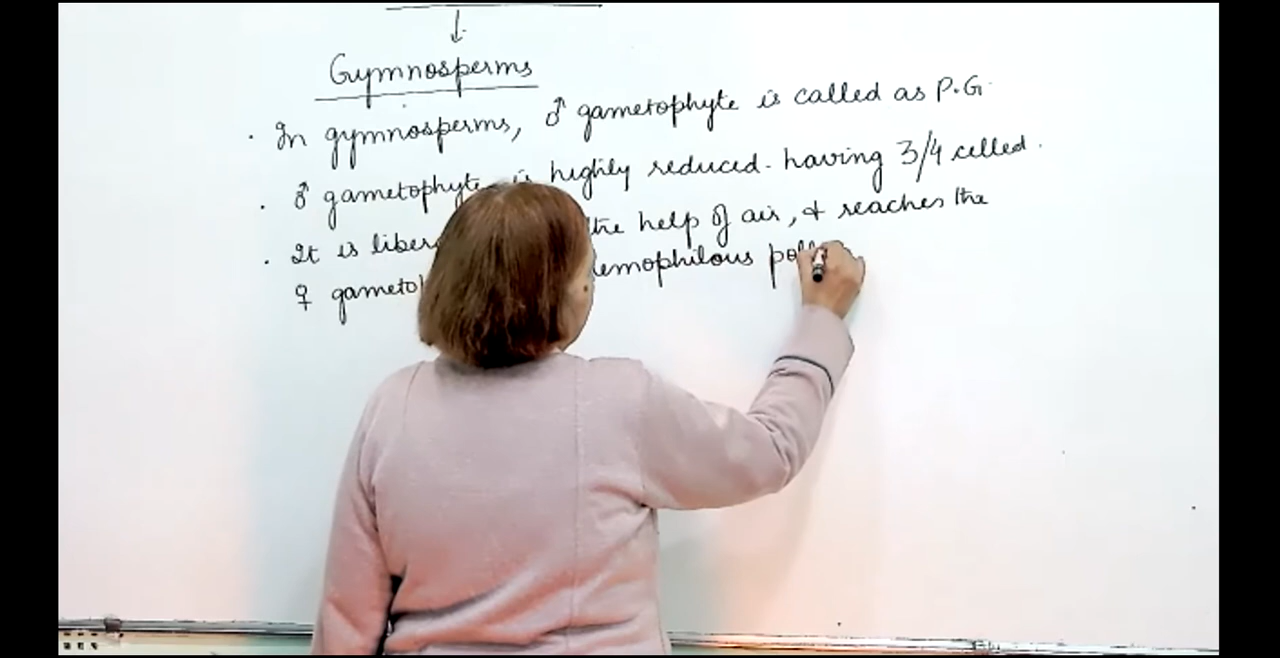 Gymnosperms
· In gymnosperms, ♂ gametophyte is called as P.G.
· ♂ gametophyte is highly reduced. having 3/4 celled.
· It is the help of air, & reaches the
♀